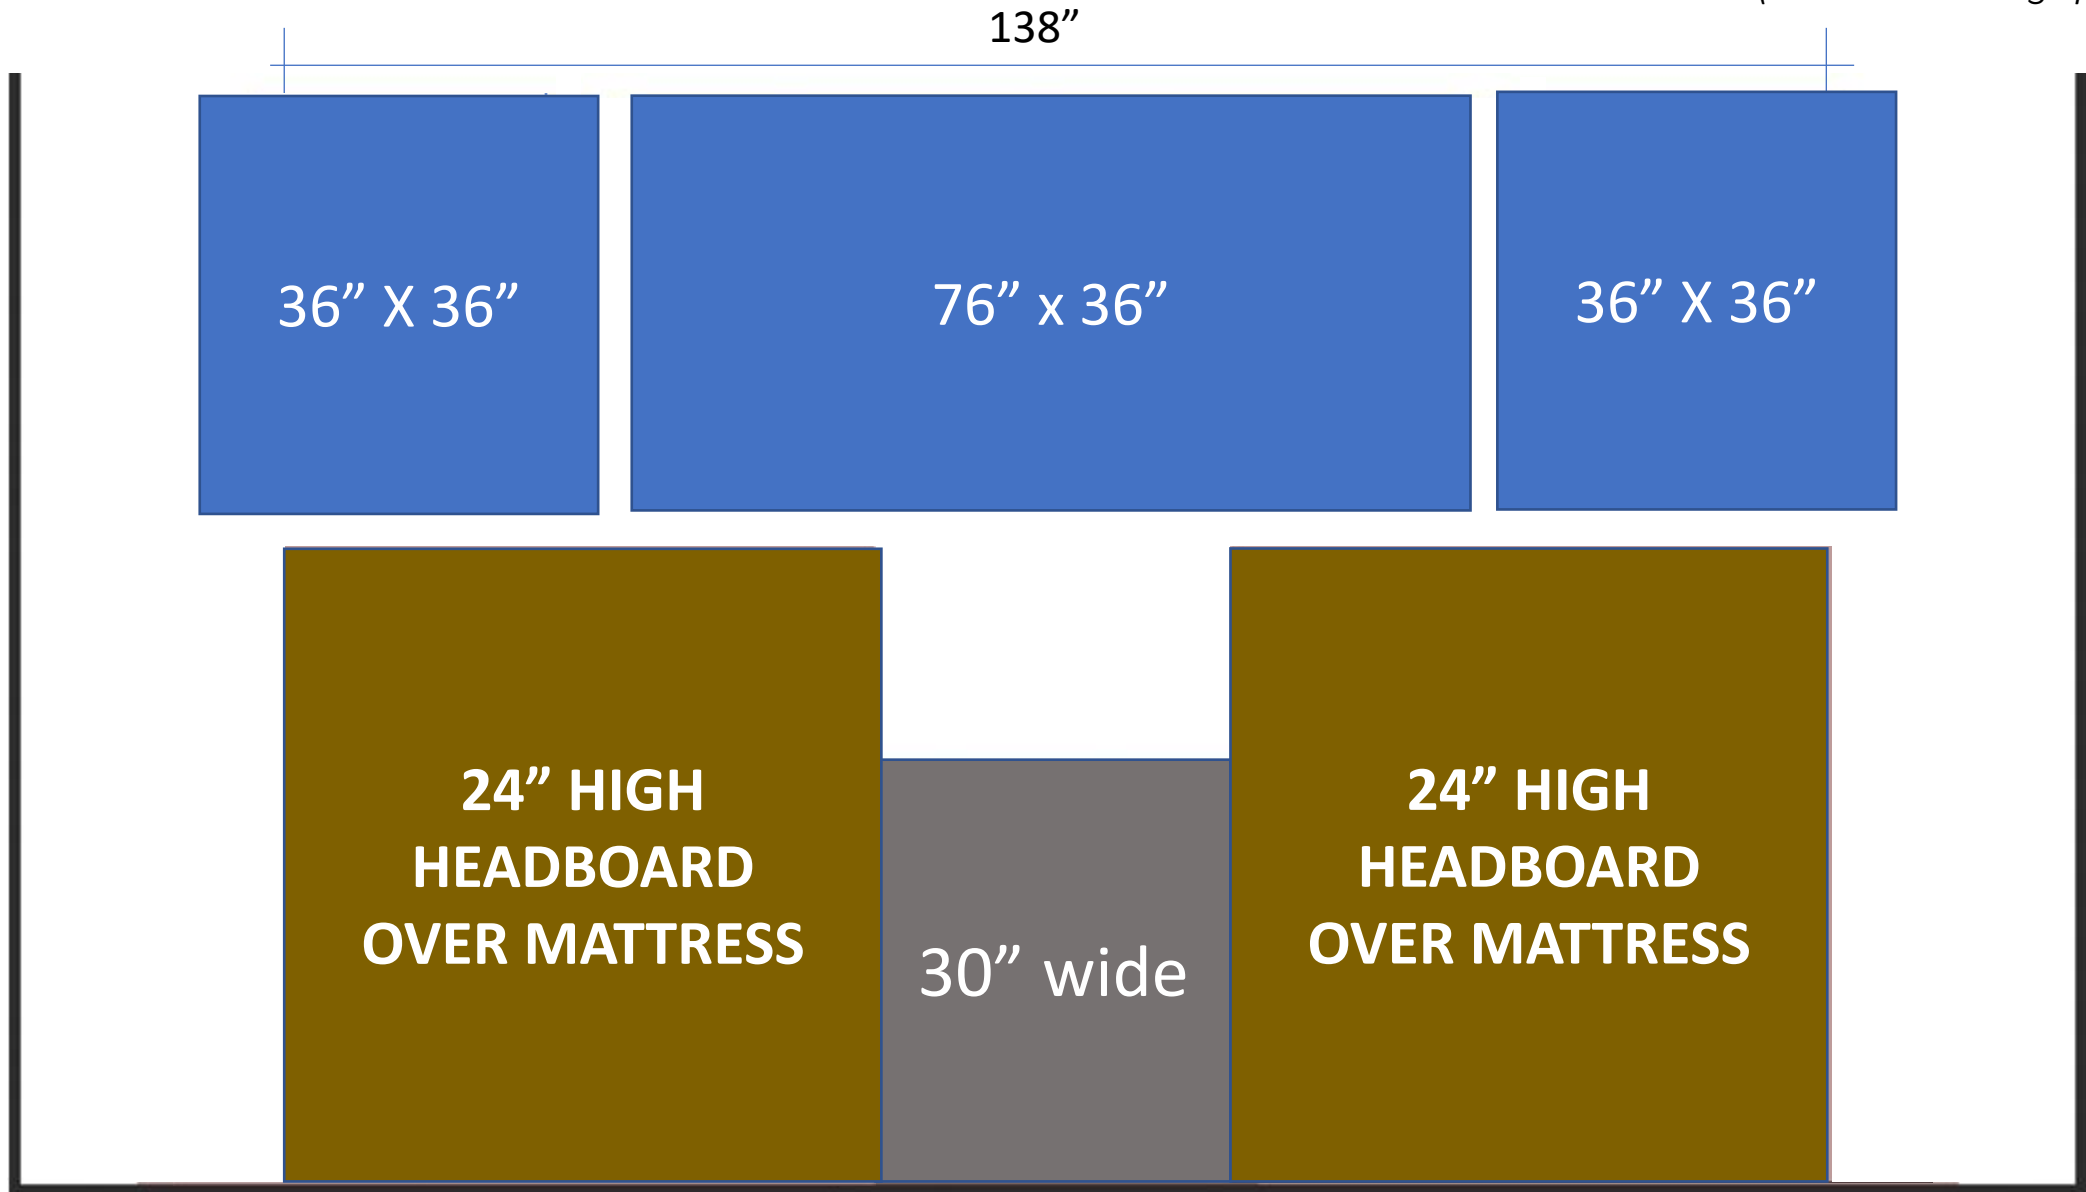 138”
36” X 36”
76” x 36”
36” X 36”
24” HIGH
HEADBOARD
OVER MATTRESS
30” wide
24” HIGH
HEADBOARD
OVER MATTRESS